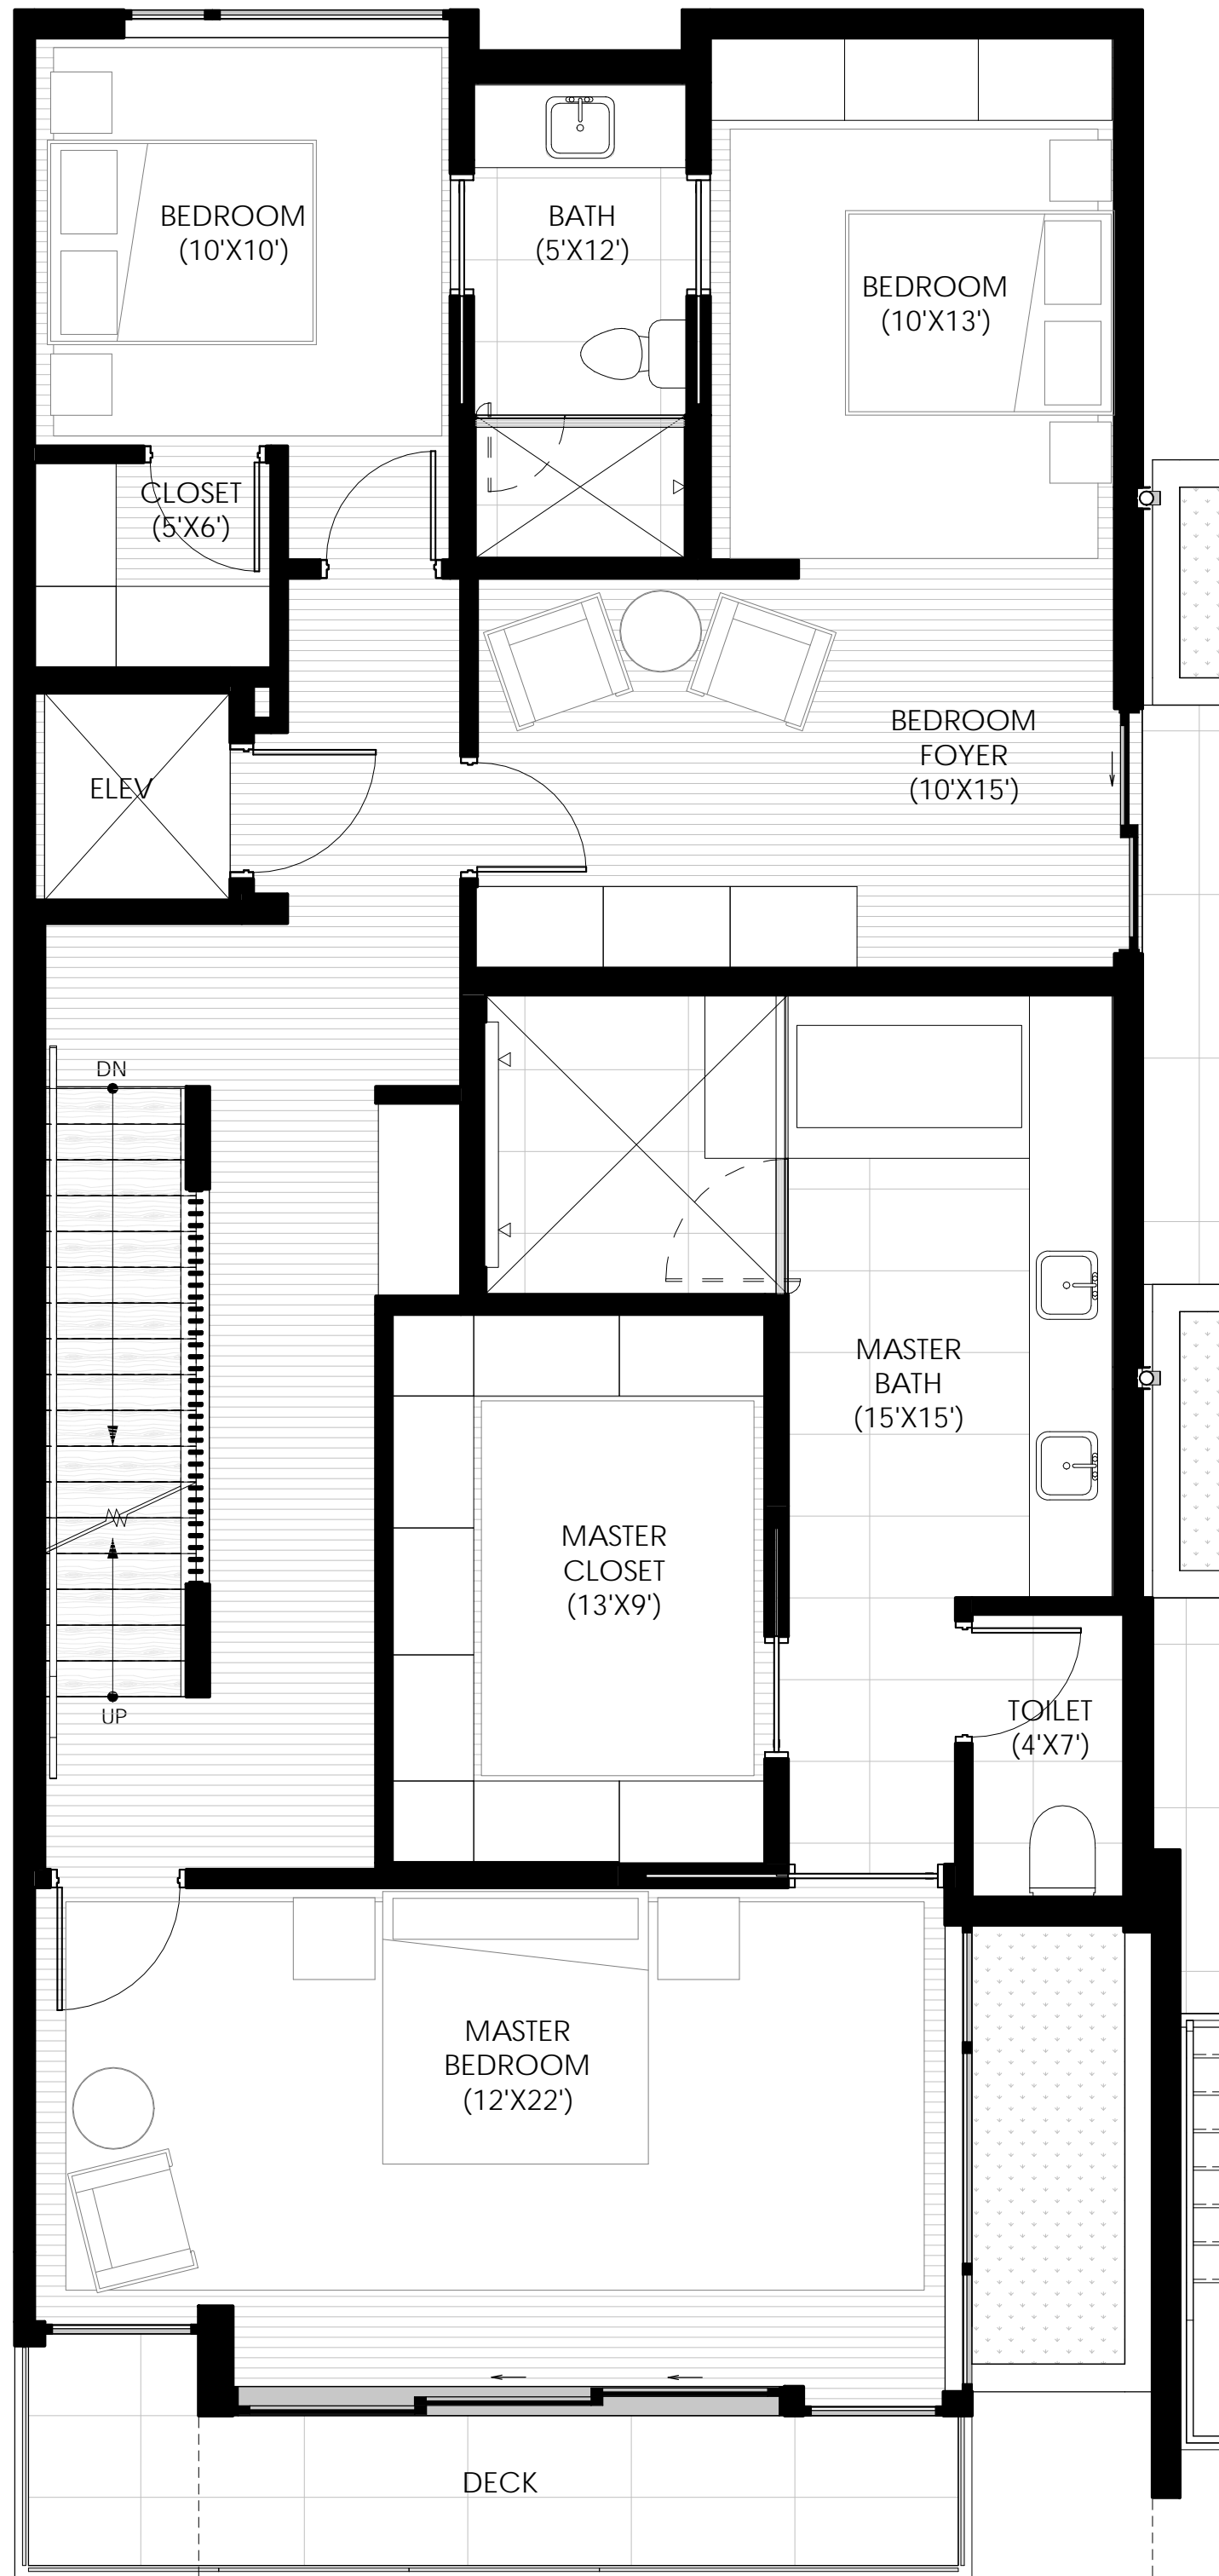 BEDROOM
(10'X10')
BATH
(5'X12')
BEDROOM
(10'X13')
CLOSET
(5'X6')
BEDROOM
FOYER
(10'X15')
ELEV
DN
MASTER
BATH
(15'X15')
MASTER
CLOSET
(13'X9')
TOILET
(4'X7')
UP
MASTER
BEDROOM
(12'X22')
DECK